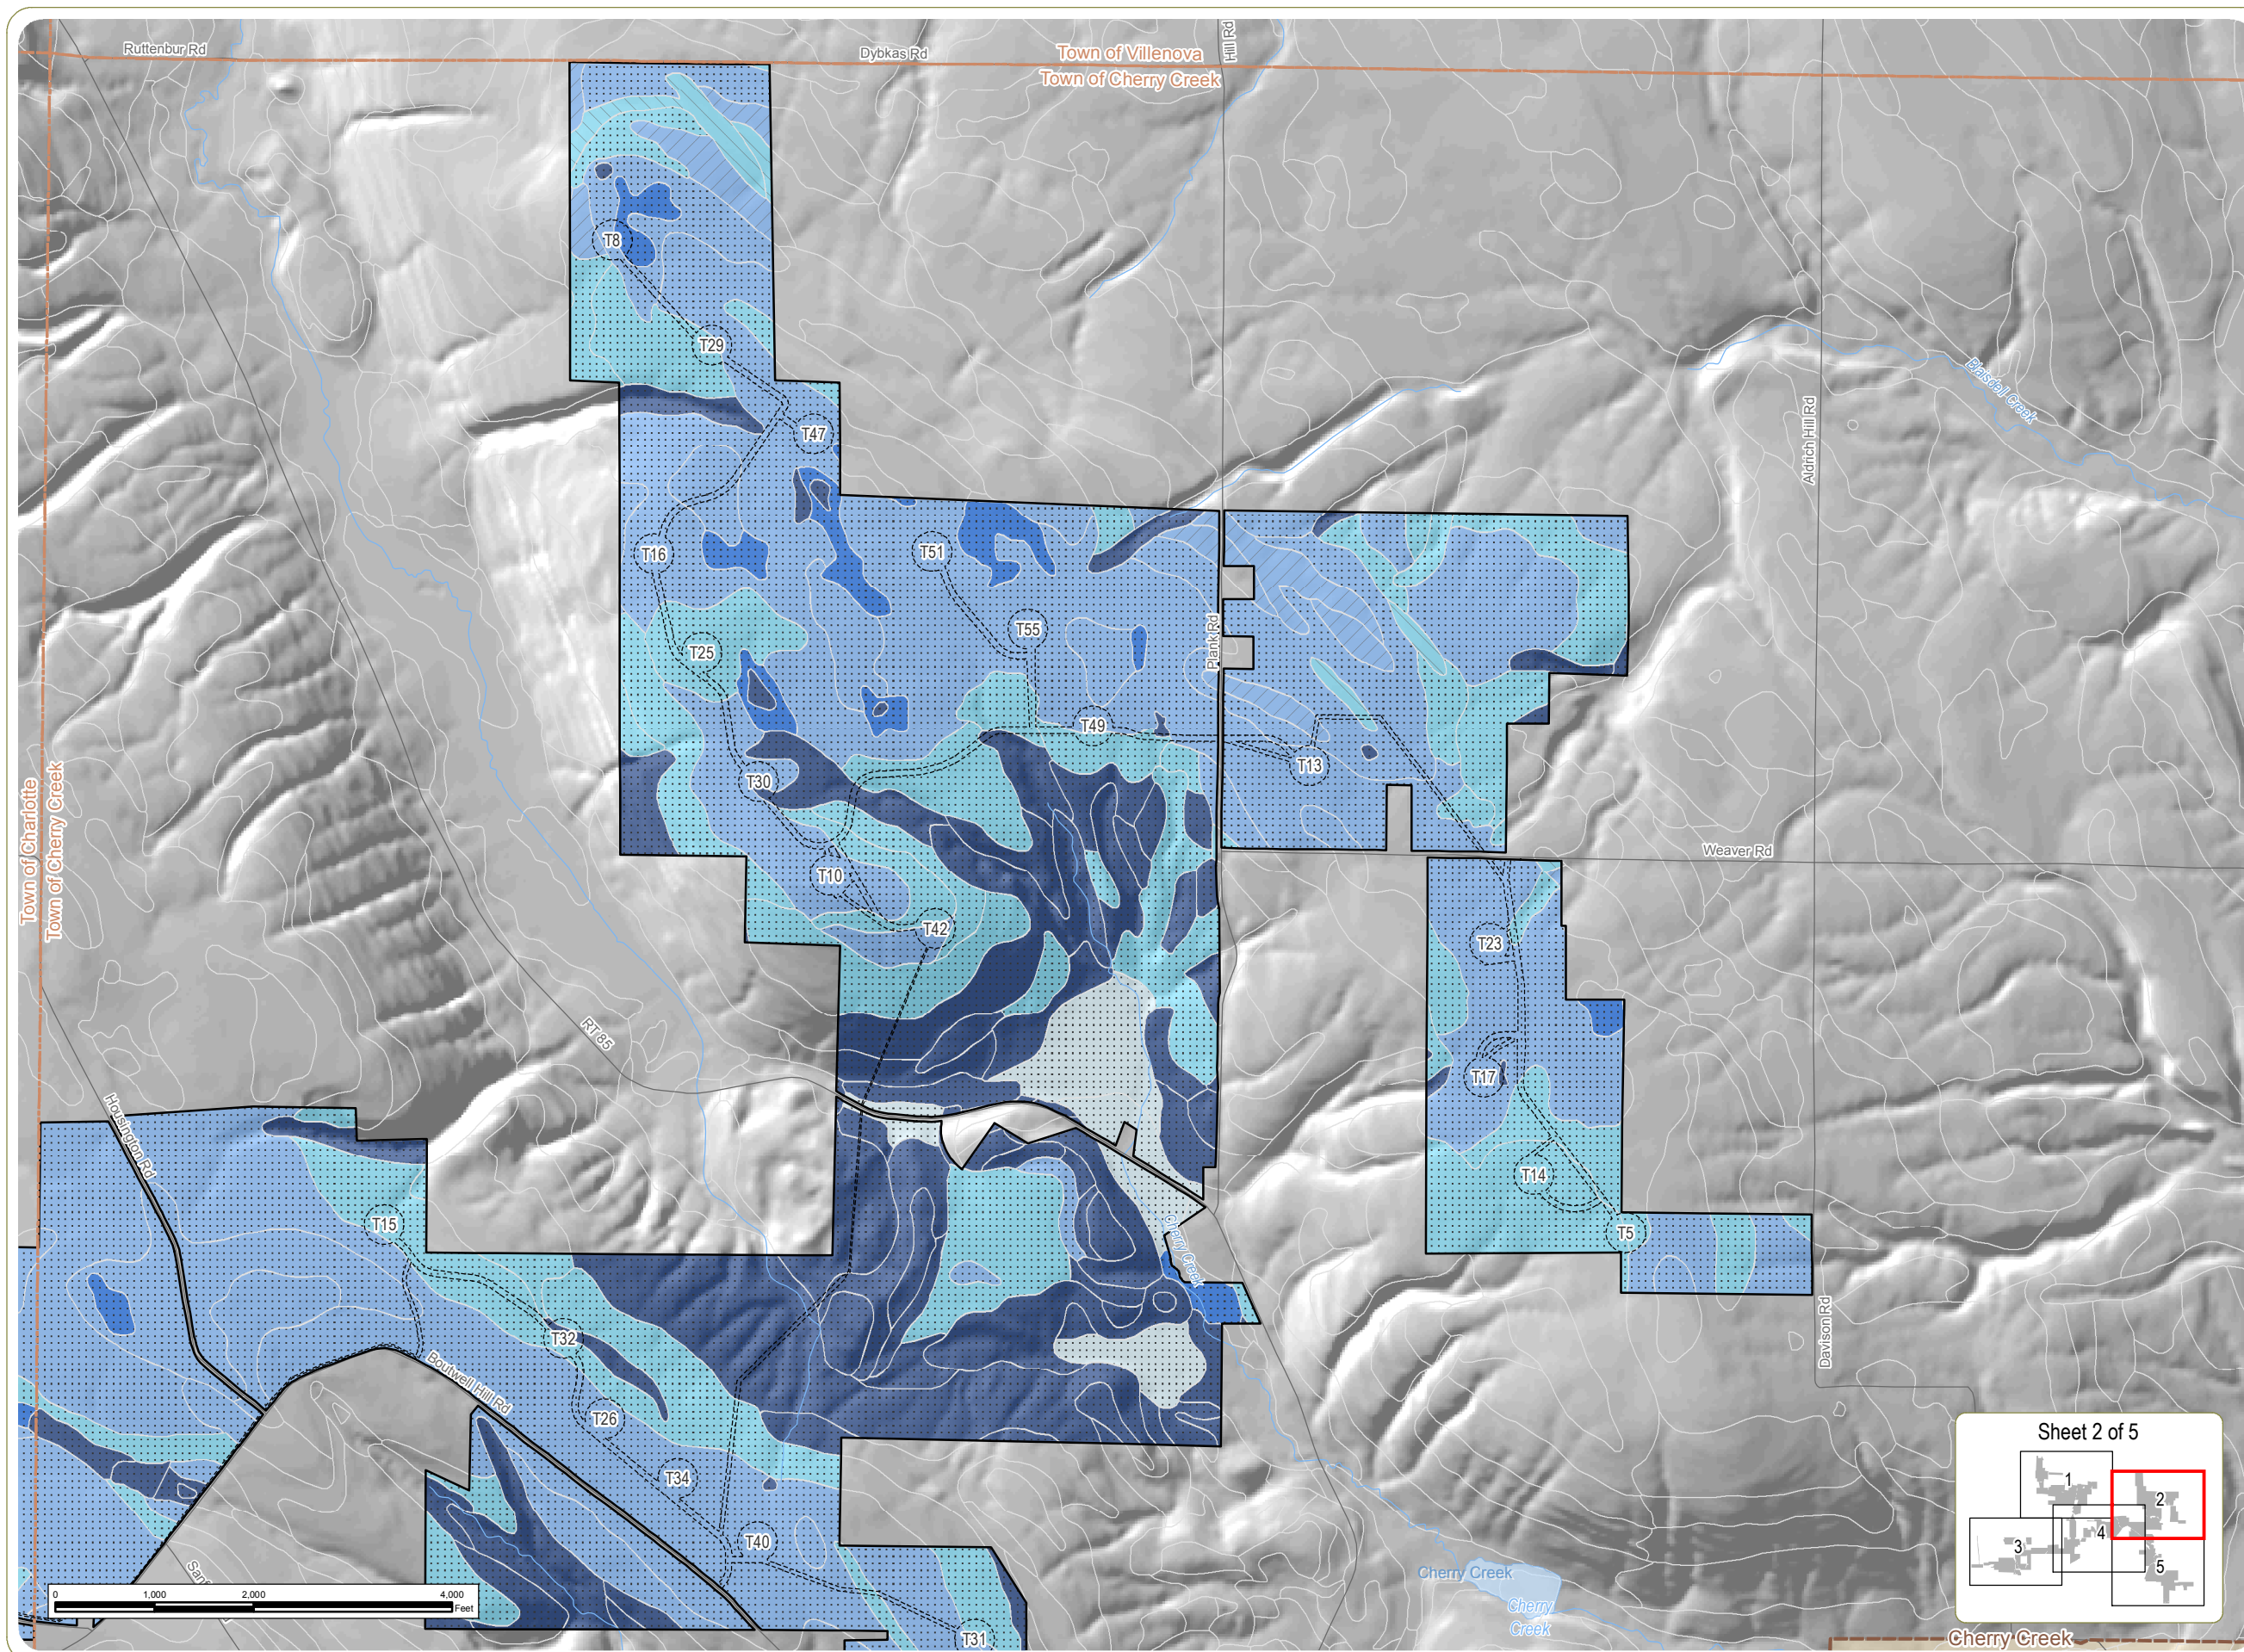 Ruttenbur Rd
Dybkas Rd
Town of Villenova
Town of Cherry Creek
Hill Rd
T8
T29
T47
T16
T51
T25
T55
T49
T30
T13
T10
T42
Plank Rd
Aldrich Hill Rd
Blaisdell Creek
Weaver Rd
Town of Charlotte
Town of Cherry Creek
RT 85
T23
T17
T14
T5
Housington Rd
T15
T32
T26
T34
T40
T31
Boutwell Hill Rd
Cherry Creek
Davison Rd
Cherry Creek
Cherry
Creek
Cherry Creek
0
1,000
2,000
4,000
Feet
Sheet 2 of 5
1
2
3
4
5